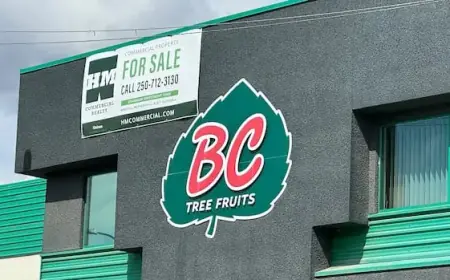 COMMERCIAL PROPERTY
FOR SALE
CALL 250-712-3130
HM
COMMERCIAL
REALTY
HMCOMMERCIAL.COM
BC
TREE FRUITS